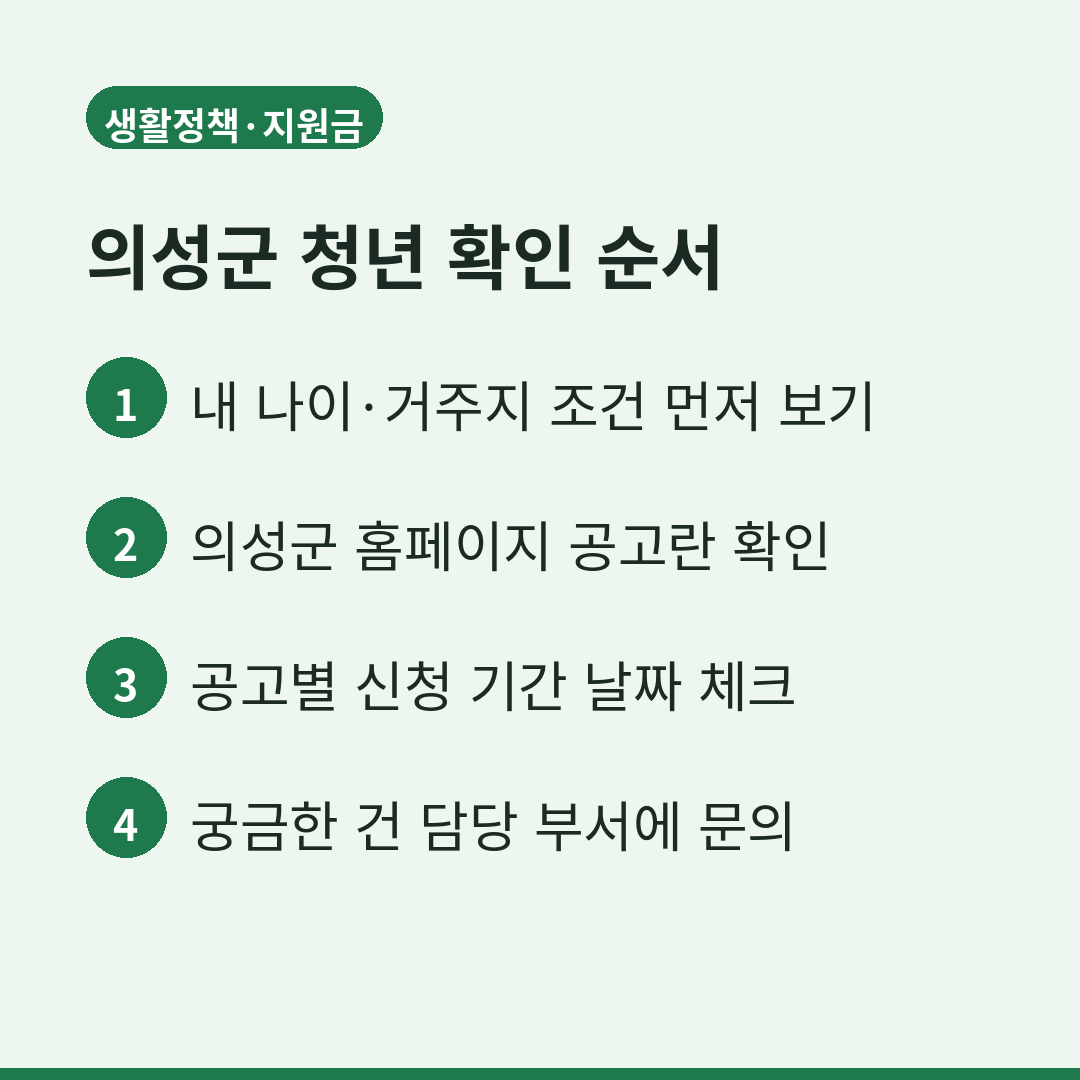 생활정책·지원금
의성군 청년 확인 순서
1 내 나이·거주지 조건 먼저 보기
2 의성군 홈페이지 공고란 확인
3 공고별 신청 기간 날짜 체크
4 궁금한 건 담당 부서에 문의